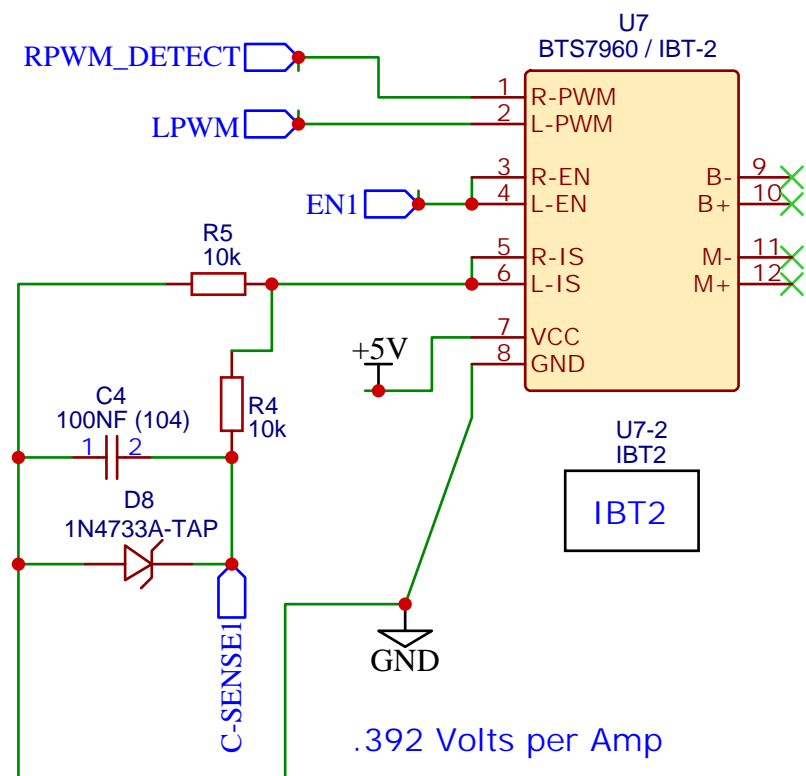 U7
BTS7960 / IBT-2
RPWM_DETECT
1
R-PWM
LPWM
2
L-PWM
3
R-EN
B-
9
EN1
4
L-EN
B+
10
R5
10k
5
R-IS
M-
11
6
L-IS
M+
12
+5V
7
VCC
8
GND
C4
100NF (104)
1
2
R4
10k
U7-2
IBT2
D8
1N4733A-TAP
IBT2
C-SENSE1
GND
.392 Volts per Amp